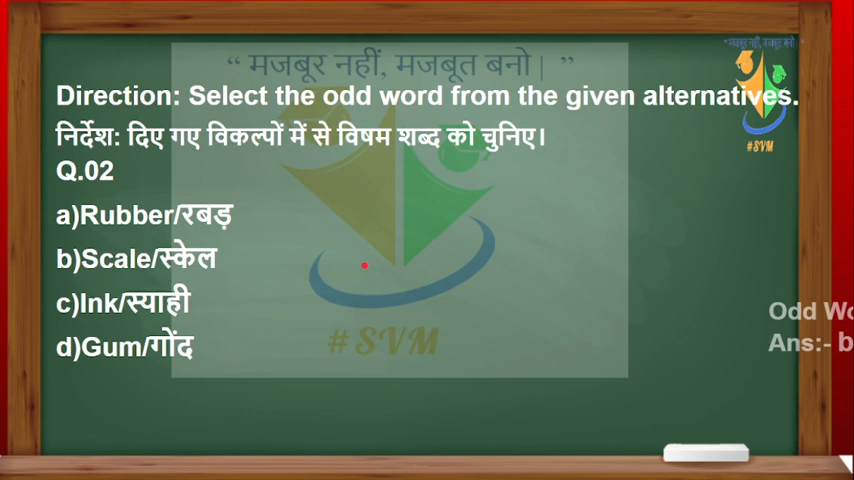 “ मजबूर नहीं, मजबूत बनो| ”
Direction: Select the odd word from the given alternatives.
निर्देश: दिए गए विकल्पों में से विषम शब्द को चुनिए।
Q.02
a)Rubber/रबड़
b)Scale/स्केल
c)Ink/स्याही
d)Gum/गोंद
#SVM
#SVM
Odd Wo
Ans:- b